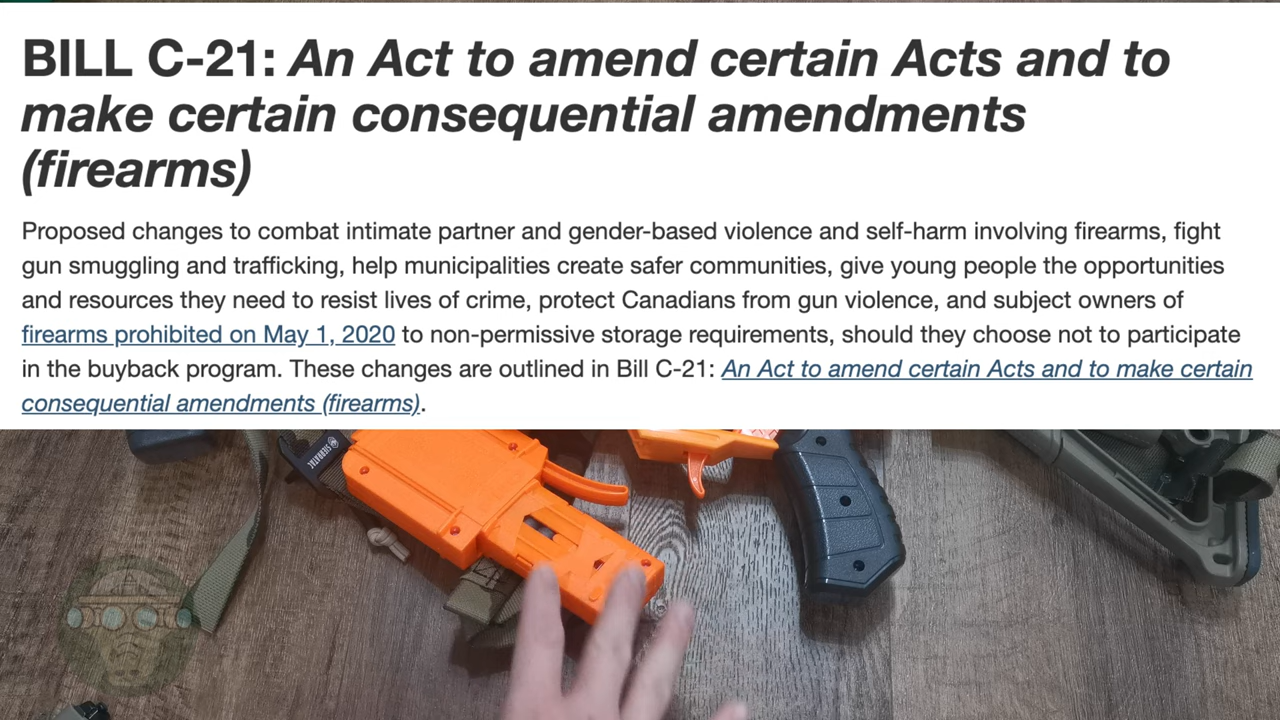 BILL C-21: An Act to amend certain Acts and to
make certain consequential amendments
(firearms)
Proposed changes to combat intimate partner and gender-based violence and self-harm involving firearms, fight
gun smuggling and trafficking, help municipalities create safer communities, give young people the opportunities
and resources they need to resist lives of crime, protect Canadians from gun violence, and subject owners of
firearms prohibited on May 1, 2020 to non-permissive storage requirements, should they choose not to participate
in the buyback program. These changes are outlined in Bill C-21: An Act to amend certain Acts and to make certain
consequential amendments (firearms).